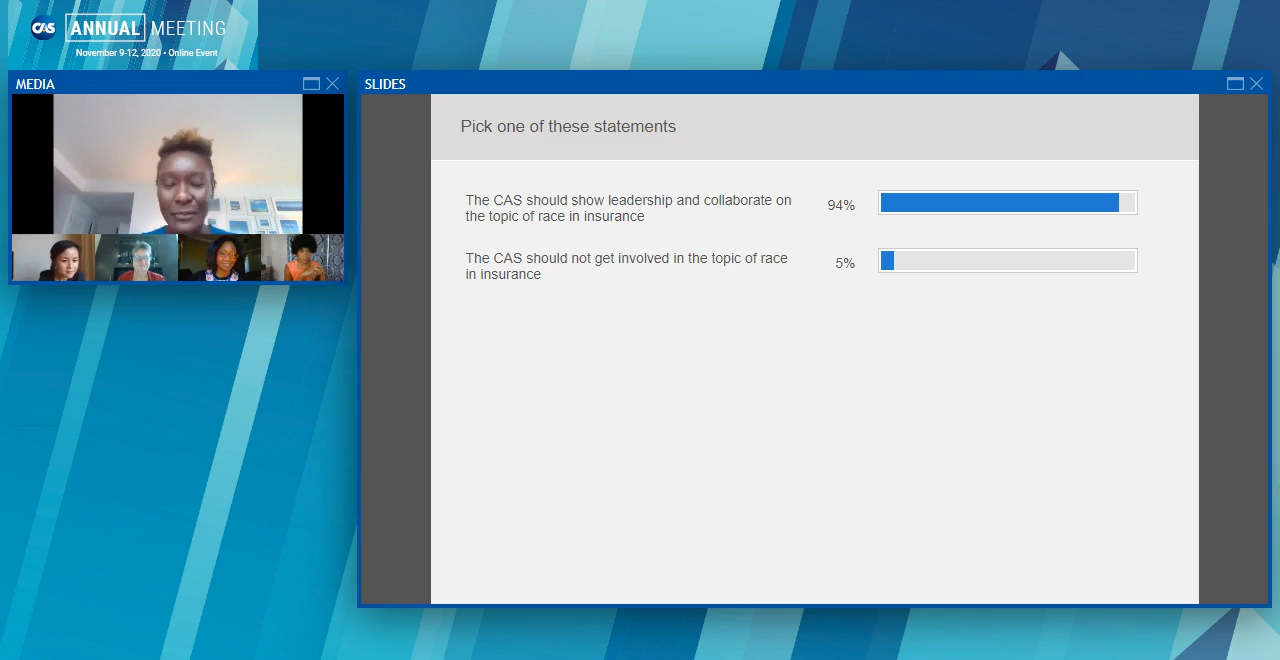 CAS ANNUAL MEETING
November 9-12, 2020 • Online Event
MEDIA
SLIDES
Pick one of these statements
The CAS should show leadership and collaborate on
the topic of race in insurance
94%
The CAS should not get involved in the topic of race
in insurance
5%